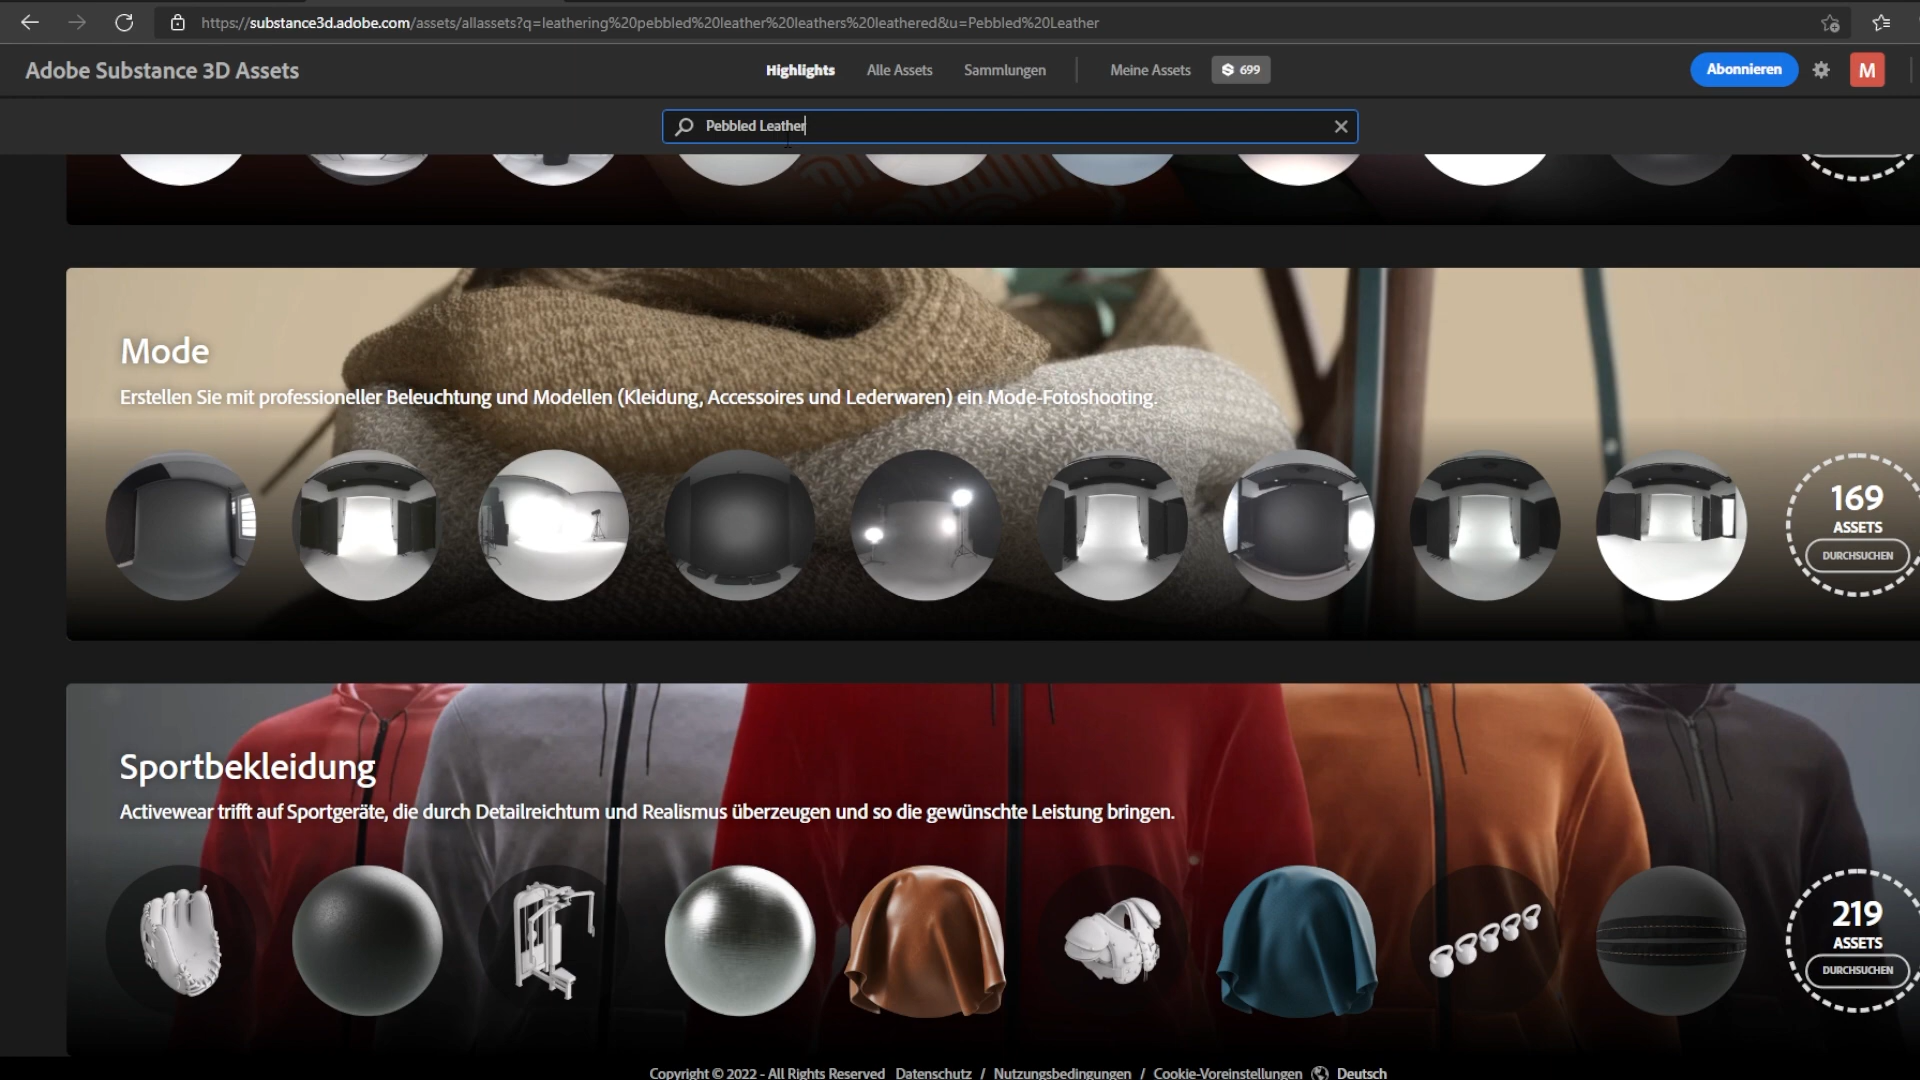 https://substance3d.adobe.com/assets/allassets?q=leathering%20pebbled%20leather%20leathers%20leathered&u=Pebbled%20Leather
Adobe Substance 3D Assets
Highlights
Alle Assets
Sammlungen
Meine Assets
699
Abonnieren
M
Pebbled Leather
Mode
Erstellen Sie mit professioneller Beleuchtung und Modellen (Kleidung, Accessoires und Lederwaren) ein Mode-Fotoshooting.
169
ASSETS
DURCHSUCHEN
Sportbekleidung
Activewear trifft auf Sportgeräte, die durch Detailreichtum und Realismus überzeugen und so die gewünschte Leistung bringen.
219
ASSETS
DURCHSUCHEN
Copyright © 2022 - All Rights Reserved Datenschutz / Nutzungsbedingungen / Cookie-Voreinstellungen Deutsch